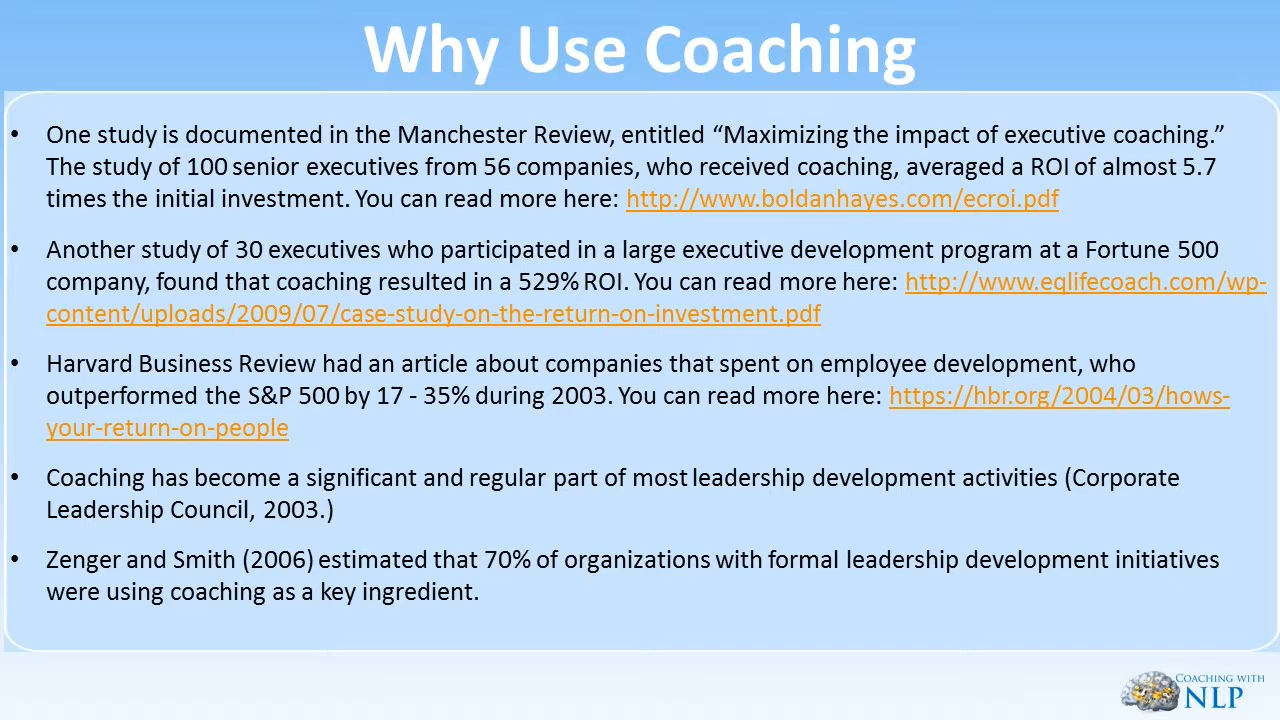 Why Use Coaching
• One study is documented in the Manchester Review, entitled “Maximizing the impact of executive coaching.”
The study of 100 senior executives from 56 companies, who received coaching, averaged a ROI of almost 5.7
times the initial investment. You can read more here: http://www.boldanhayes.com/ecroi.pdf
• Another study of 30 executives who participated in a large executive development program at a Fortune 500
company, found that coaching resulted in a 529% ROI. You can read more here: http://www.eqlifecoach.com/wp-
content/uploads/2009/07/case-study-on-the-return-on-investment.pdf
• Harvard Business Review had an article about companies that spent on employee development, who
outperformed the S&P 500 by 17 - 35% during 2003. You can read more here: https://hbr.org/2004/03/hows-
your-return-on-people
• Coaching has become a significant and regular part of most leadership development activities (Corporate
Leadership Council, 2003.)
• Zenger and Smith (2006) estimated that 70% of organizations with formal leadership development initiatives
were using coaching as a key ingredient.
COACHING WITH
NLP